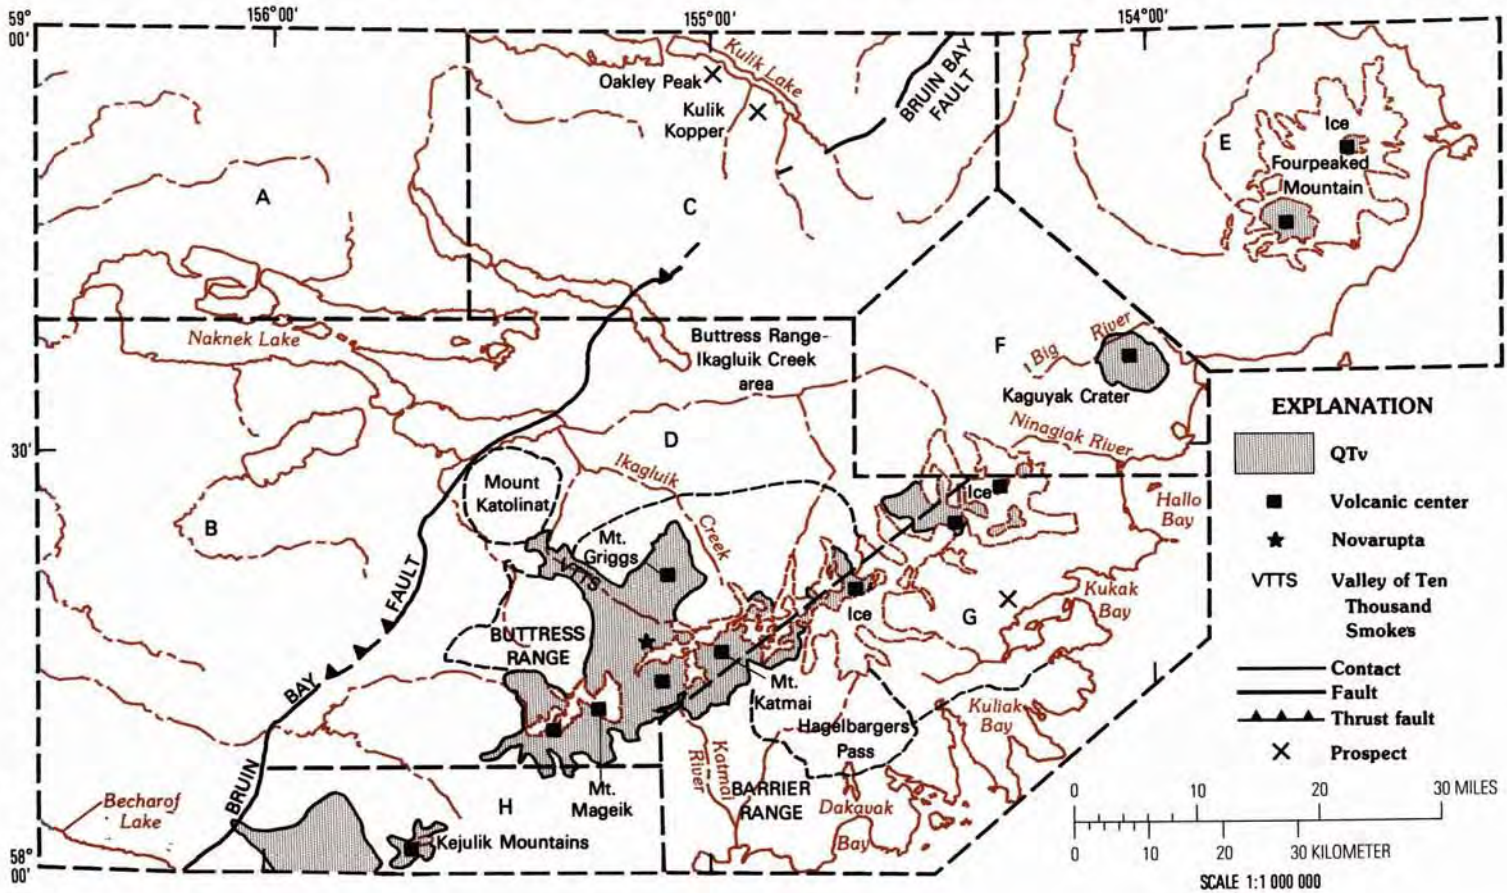 59°
00'
156°00'
155°00'
154°00'
Oakley Peak
Kulik Lake
Kulik
Kopper
BRUIN BAY
FAULT
A
C
E
Ice
Fourpeaked
Mountain
Naknek Lake
Buttress Range-
Ikagluik Creek
area
F
Big River
Kaguyak Crater
Ninagiak River
30'
D
Ikagluik
Creek
Mount
Katolinat
B
Mt.
Griggs
VTTS
Ice
Hallo
Bay
FAULT
BAY
BRUIN
BUTTRESS
RANGE
Ice
G
Kukak
Bay
Mt.
Katmai
Hagelbargers
Pass
Kuliak
Bay
Katmai
River
BARRIER
RANGE
Dakavak
Bay
Mt.
Mageik
H
Becharof
Lake
Kejulik Mountains
58°
00'
EXPLANATION
QTv
Volcanic center
Novarupta
VTTS Valley of Ten
Thousand
Smokes
Contact
Fault
Thrust fault
Prospect
0 10 20 30 MILES
0 10 20 30 KILOMETER
SCALE 1:1 000 000